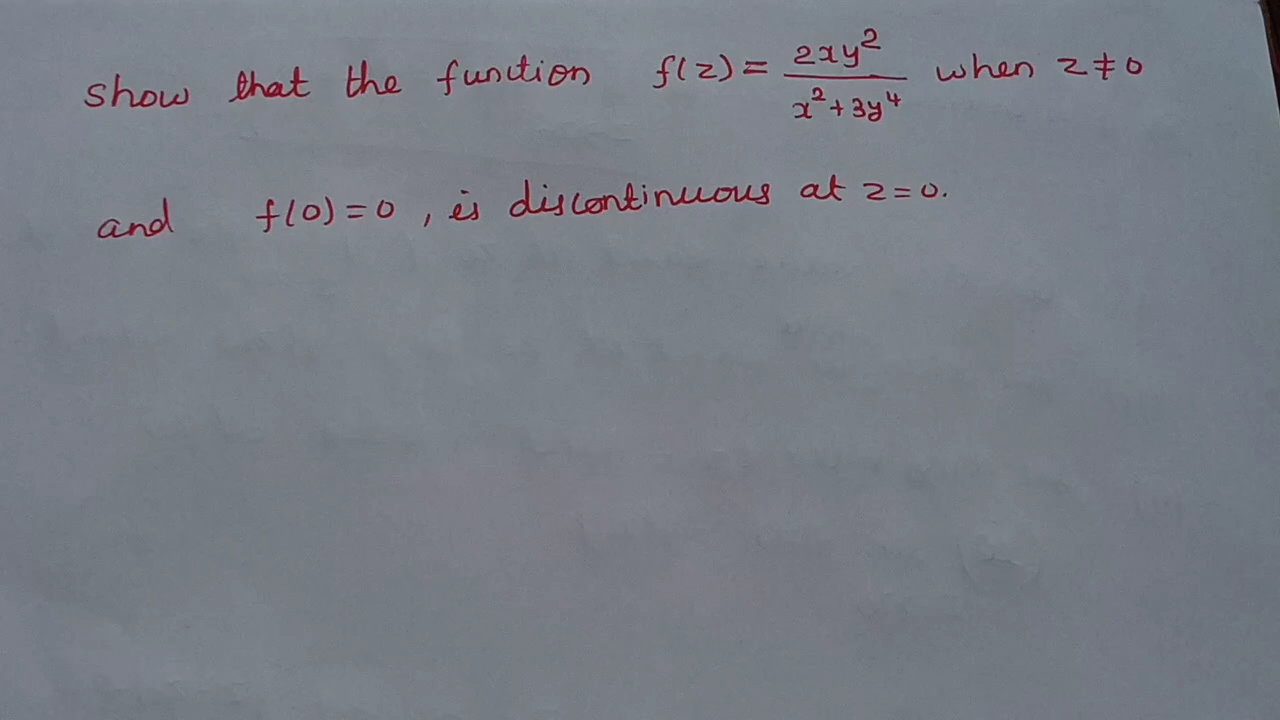 show that the function f(z) = 2xy²/(x²+3y⁴) when z≠0
and f(0)=0, is discontinuous at z=0.